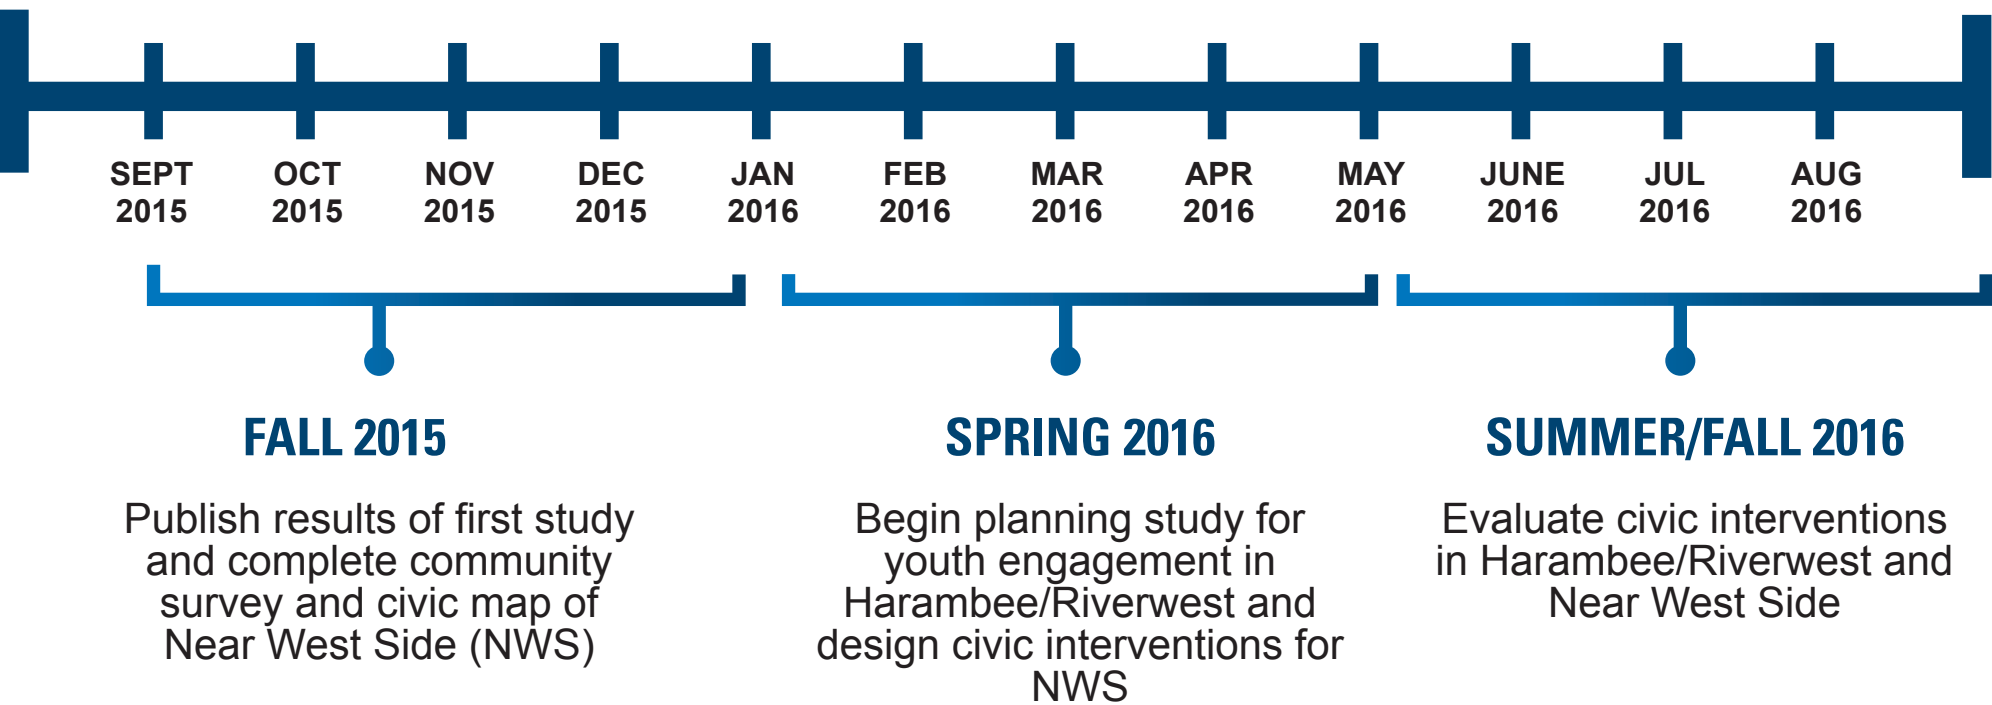 SEPT
2015
OCT
2015
NOV
2015
DEC
2015
JAN
2016
FEB
2016
MAR
2016
APR
2016
MAY
2016
JUNE
2016
JUL
2016
AUG
2016
FALL 2015
Publish results of first study
and complete community
survey and civic map of
Near West Side (NWS)
SPRING 2016
Begin planning study for
youth engagement in
Harambee/Riverwest and
design civic interventions for
NWS
SUMMER/FALL 2016
Evaluate civic interventions
in Harambee/Riverwest and
Near West Side